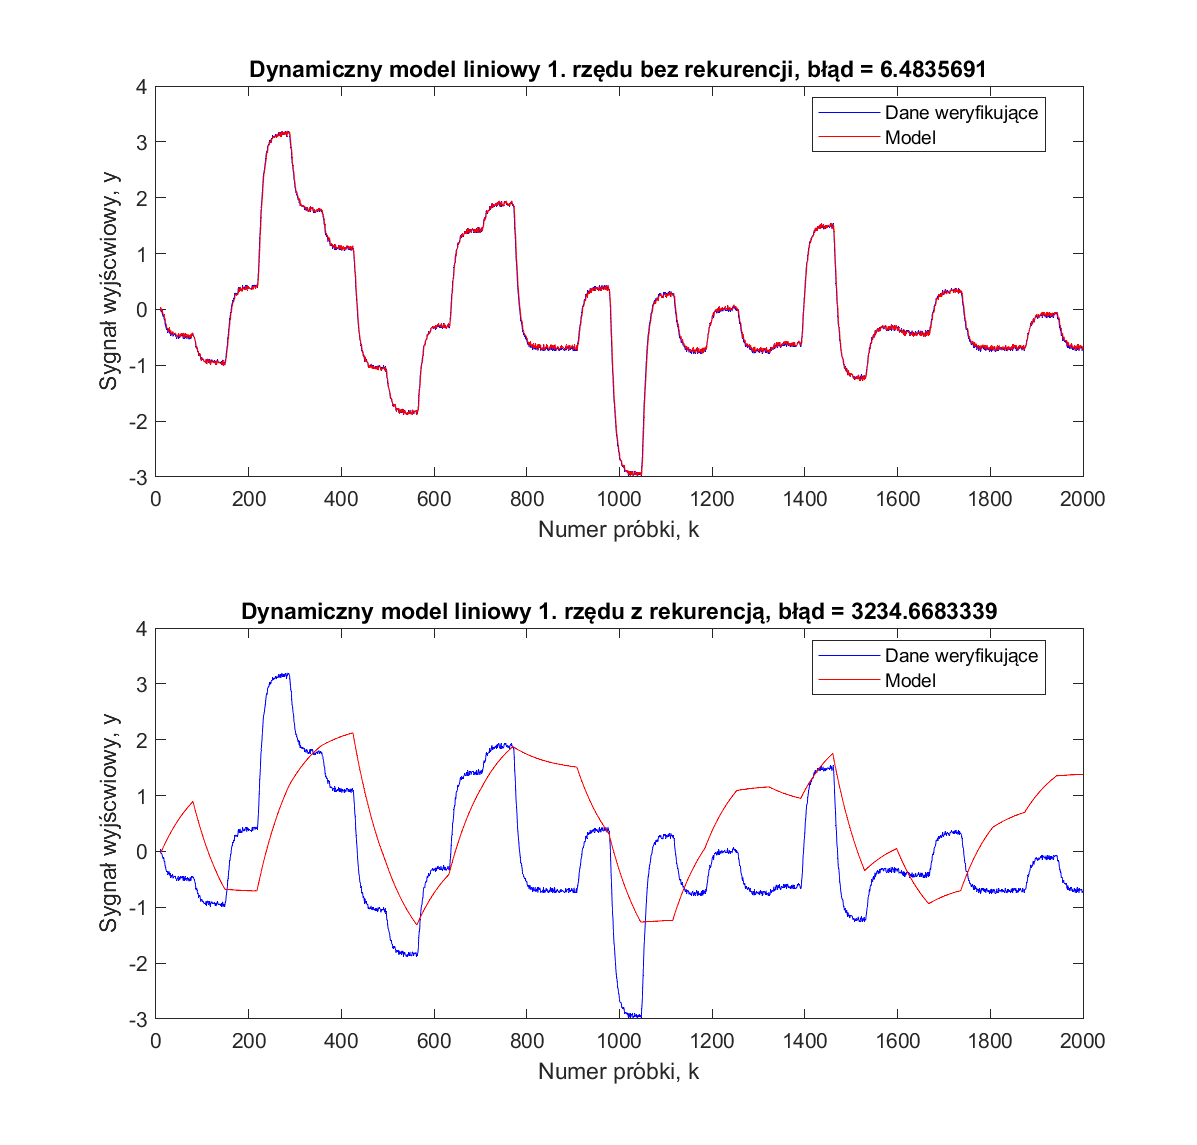 Dynamiczny model liniowy 1. rzędu bez rekurencji, błąd = 6.4835691
Dane weryfikujące
Model
Sygnał wyjścwiowy, y
4
3
2
1
0
-1
-2
-3
0 200 400 600 800 1000 1200 1400 1600 1800 2000
Numer próbki, k
Dynamiczny model liniowy 1. rzędu z rekurencją, błąd = 3234.6683339
Dane weryfikujące
Model
Sygnał wyjścwiowy, y
4
3
2
1
0
-1
-2
-3
0 200 400 600 800 1000 1200 1400 1600 1800 2000
Numer próbki, k